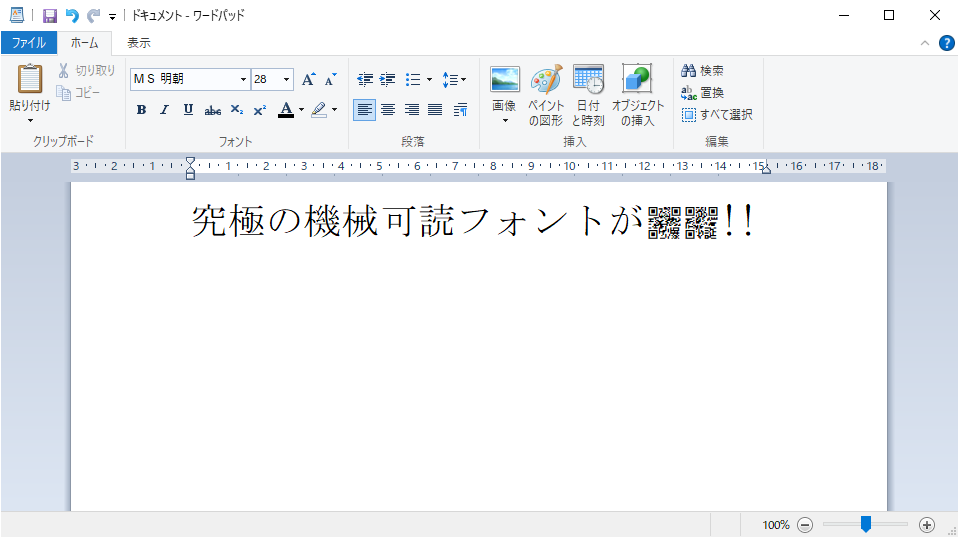 ドキュメント - ワードパッド
ファイル ホーム 表示
貼り付け
切り取り
コピー
クリップボード
ＭＳ 明朝 28
B I U abc X₂ X² A
フォント
段落
画像
ペイントの図形
日付と時刻
オブジェクトの挿入
挿入
検索
置換
すべて選択
編集
3 2 1 1 2 3 4 5 6 7 8 9 10 11 12 13 14 15 16 17 18
究極の機械可読フォントが!!
100%